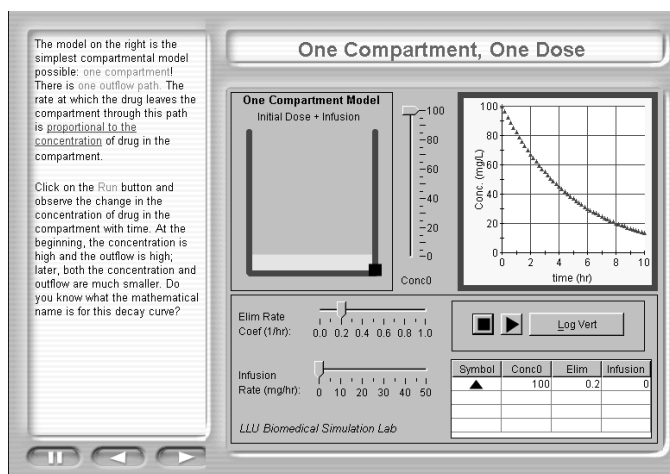 The model on the right is the
simplest compartmental model
possible: one compartment!
There is one outflow path. The
rate at which the drug leaves the
compartment through this path
is proportional to the
concentration of drug in the
compartment.
Click on the Run button and
observe the change in the
concentration of drug in the
compartment with time. At the
beginning, the concentration is
high and the outflow is high;
later, both the concentration and
outflow are much smaller. Do
you know what the mathematical
name is for this decay curve?
One Compartment, One Dose
One Compartment Model
Initial Dose + Infusion
100
80
60
40
20
0
Conc0
Conc. (mg/L)
100
80
60
40
20
0
0 2 4 6 8 10
time (hr)
Elim Rate
Coef (1/hr):
0.0 0.2 0.4 0.6 0.8 1.0
Infusion
Rate (mg/hr):
0 10 20 30 40 50
LLU Biomedical Simulation Lab
Log Vert
Symbol Conc0 Elim Infusion
100 0.2 0